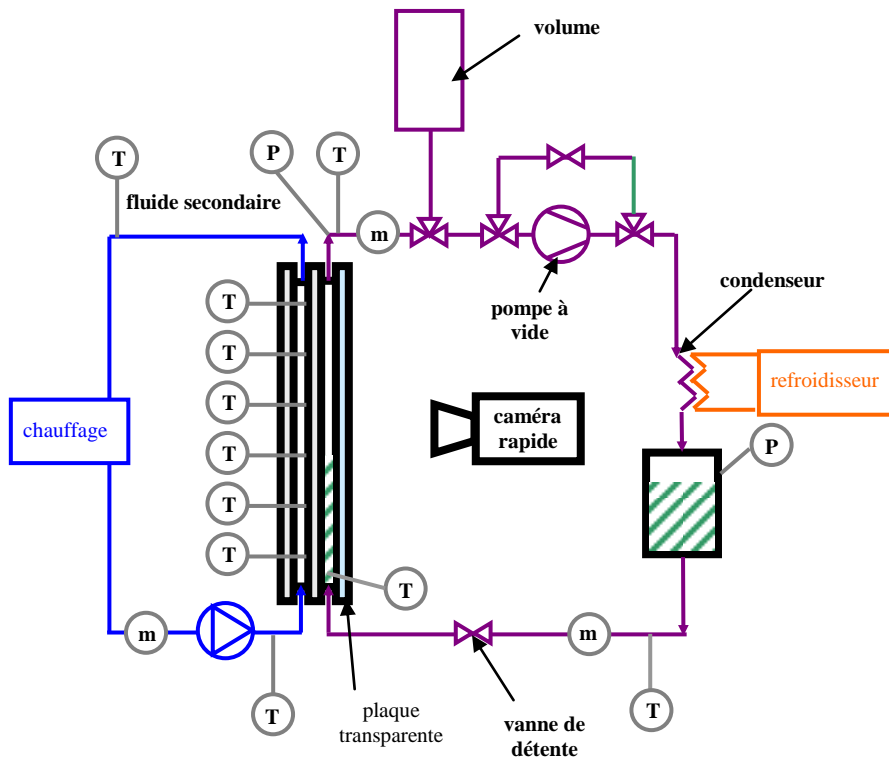 volume
T
P
T
fluide secondaire
m
pompe à
vide
condenseur
T
T
T
T
T
T
chauffage
caméra
rapide
refroidisseur
P
T
m
m
T
T
plaque
transparente
vanne de
détente